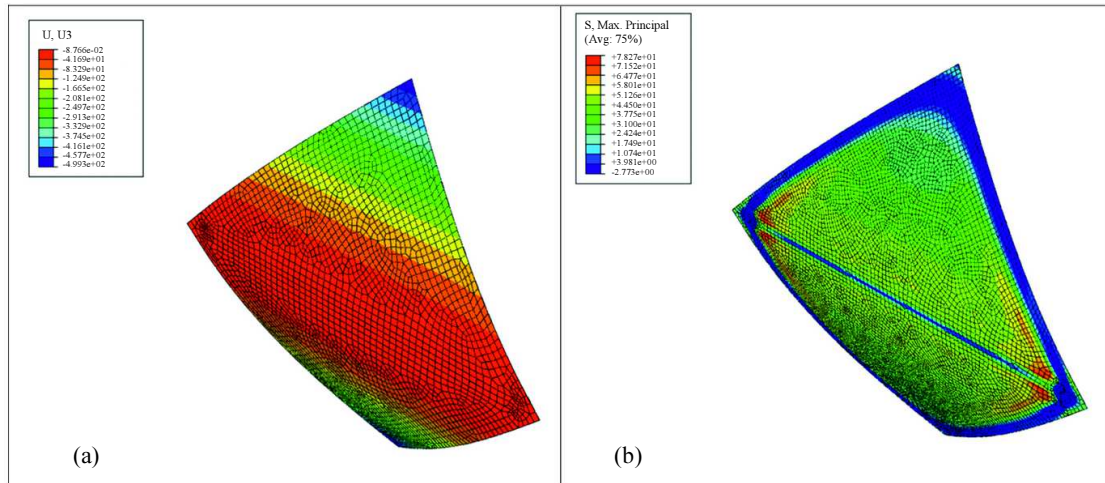 U, U3
-8.766e-02
-4.169e+01
-8.329e+01
-1.249e+02
-1.665e+02
-2.081e+02
-2.497e+02
-2.913e+02
-3.329e+02
-3.745e+02
-4.161e+02
-4.577e+02
-4.993e+02
(a)
S, Max. Principal
(Avg: 75%)
+7.827e+01
+7.152e+01
+6.477e+01
+5.801e+01
+5.126e+01
+4.450e+01
+3.775e+01
+3.100e+01
+2.424e+01
+1.749e+01
+1.074e+01
+3.981e+00
-2.773e+00
(b)